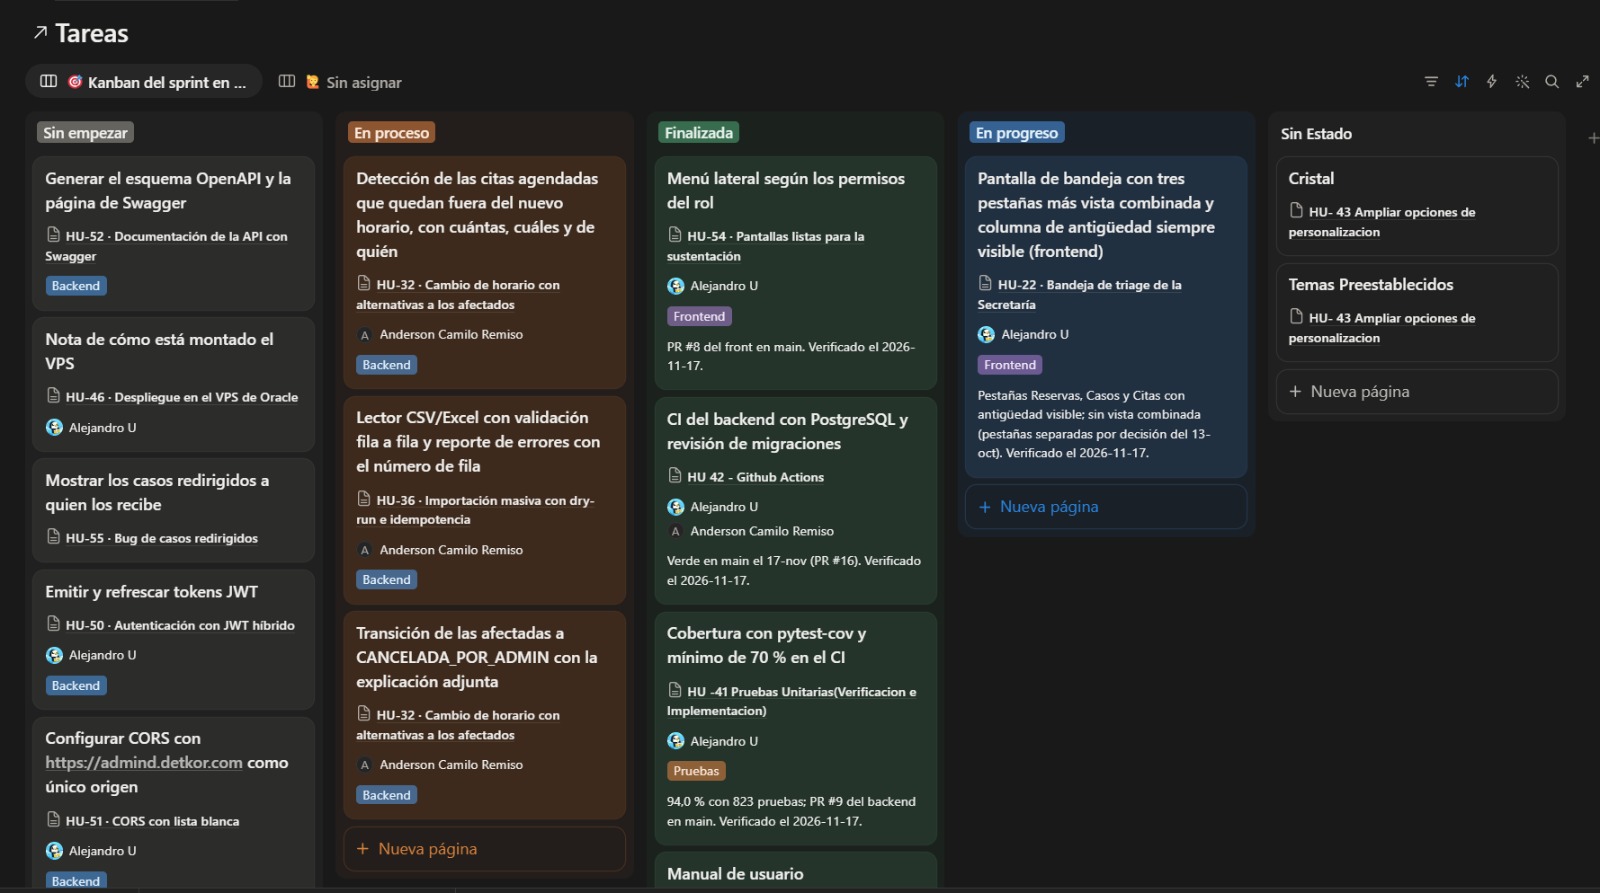 Tareas
Kanban del sprint en ...
Sin asignar
Sin empezar
Generar el esquema OpenAPI y la
página de Swagger
HU-52 · Documentación de la API con
Swagger
Backend
Nota de cómo está montado el
VPS
HU-46 · Despliegue en el VPS de Oracle
Alejandro U
Mostrar los casos redirigidos a
quien los recibe
HU-55 · Bug de casos redirigidos
Emitir y refrescar tokens JWT
HU-50 · Autenticación con JWT híbrido
Alejandro U
Backend
Configurar CORS con
https://admind.detkor.com como
único origen
HU-51 · CORS con lista blanca
Alejandro U
Backend
En proceso
Detección de las citas agendadas
que quedan fuera del nuevo
horario, con cuántas, cuáles y de
quién
HU-32 · Cambio de horario con
alternativas a los afectados
A Anderson Camilo Remiso
Backend
Lector CSV/Excel con validación
fila a fila y reporte de errores con
el número de fila
HU-36 · Importación masiva con dry-
run e idempotencia
A Anderson Camilo Remiso
Backend
Transición de las afectadas a
CANCELADA_POR_ADMIN con la
explicación adjunta
HU-32 · Cambio de horario con
alternativas a los afectados
A Anderson Camilo Remiso
Backend
+ Nueva página
Finalizada
Menú lateral según los permisos
del rol
HU-54 · Pantallas listas para la
sustentación
Alejandro U
Frontend
PR #8 del front en main. Verificado el 2026-
11-17.
CI del backend con PostgreSQL y
revisión de migraciones
HU 42 - Github Actions
Alejandro U
A Anderson Camilo Remiso
Verde en main el 17-nov (PR #16). Verificado
el 2026-11-17.
Cobertura con pytest-cov y
mínimo de 70 % en el CI
HU -41 Pruebas Unitarias(Verificacion e
Implementacion)
Alejandro U
Pruebas
94,0 % con 823 pruebas; PR #9 del backend
en main. Verificado el 2026-11-17.
Manual de usuario
En progreso
Pantalla de bandeja con tres
pestañas más vista combinada y
columna de antigüedad siempre
visible (frontend)
HU-22 · Bandeja de triage de la
Secretaría
Alejandro U
Frontend
Pestañas Reservas, Casos y Citas con
antigüedad visible; sin vista combinada
(pestañas separadas por decisión del 13-
oct). Verificado el 2026-11-17.
+ Nueva página
Sin Estado
Cristal
HU- 43 Ampliar opciones de
personalizacion
Temas Preestablecidos
HU- 43 Ampliar opciones de
personalizacion
+ Nueva página